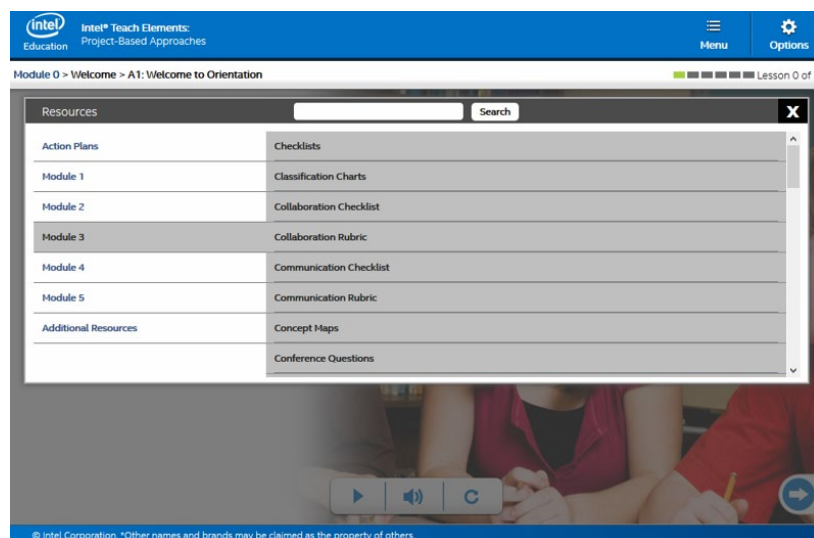 intel
Education
Intel® Teach Elements:
Project-Based Approaches
Menu
Options
Module 0 > Welcome > A1: Welcome to Orientation
Lesson 0 of
Resources
Search
X
Action Plans
Module 1
Module 2
Module 3
Module 4
Module 5
Additional Resources
Checklists
Classification Charts
Collaboration Checklist
Collaboration Rubric
Communication Checklist
Communication Rubric
Concept Maps
Conference Questions
© Intel Corporation. *Other names and brands may be claimed as the property of others.